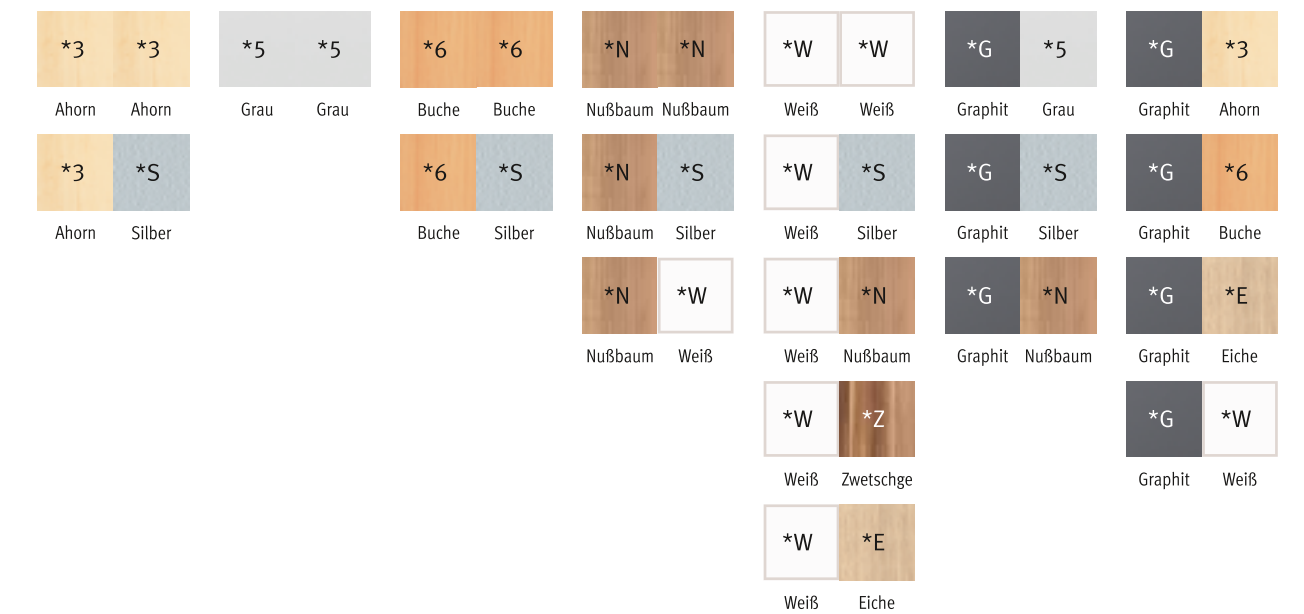 *3 *3 *5 *5 *6 *6 *N *N *W *W *G *5 *G *3
Ahorn Ahorn Grau Grau Buche Buche Nußbaum Nußbaum Weiß Weiß Graphit Grau Graphit Ahorn
*3 *S *6 *S *N *S *W *S *G *S *G *6
Ahorn Silber Buche Silber Nußbaum Silber Weiß Silber Graphit Silber Graphit Buche
*N *W *W *N *G *N *G *E
Nußbaum Weiß Weiß Nußbaum Graphit Nußbaum Graphit Eiche
*W *Z *G *W
Weiß Zwetschge Graphit Weiß
*W *E
Weiß Eiche